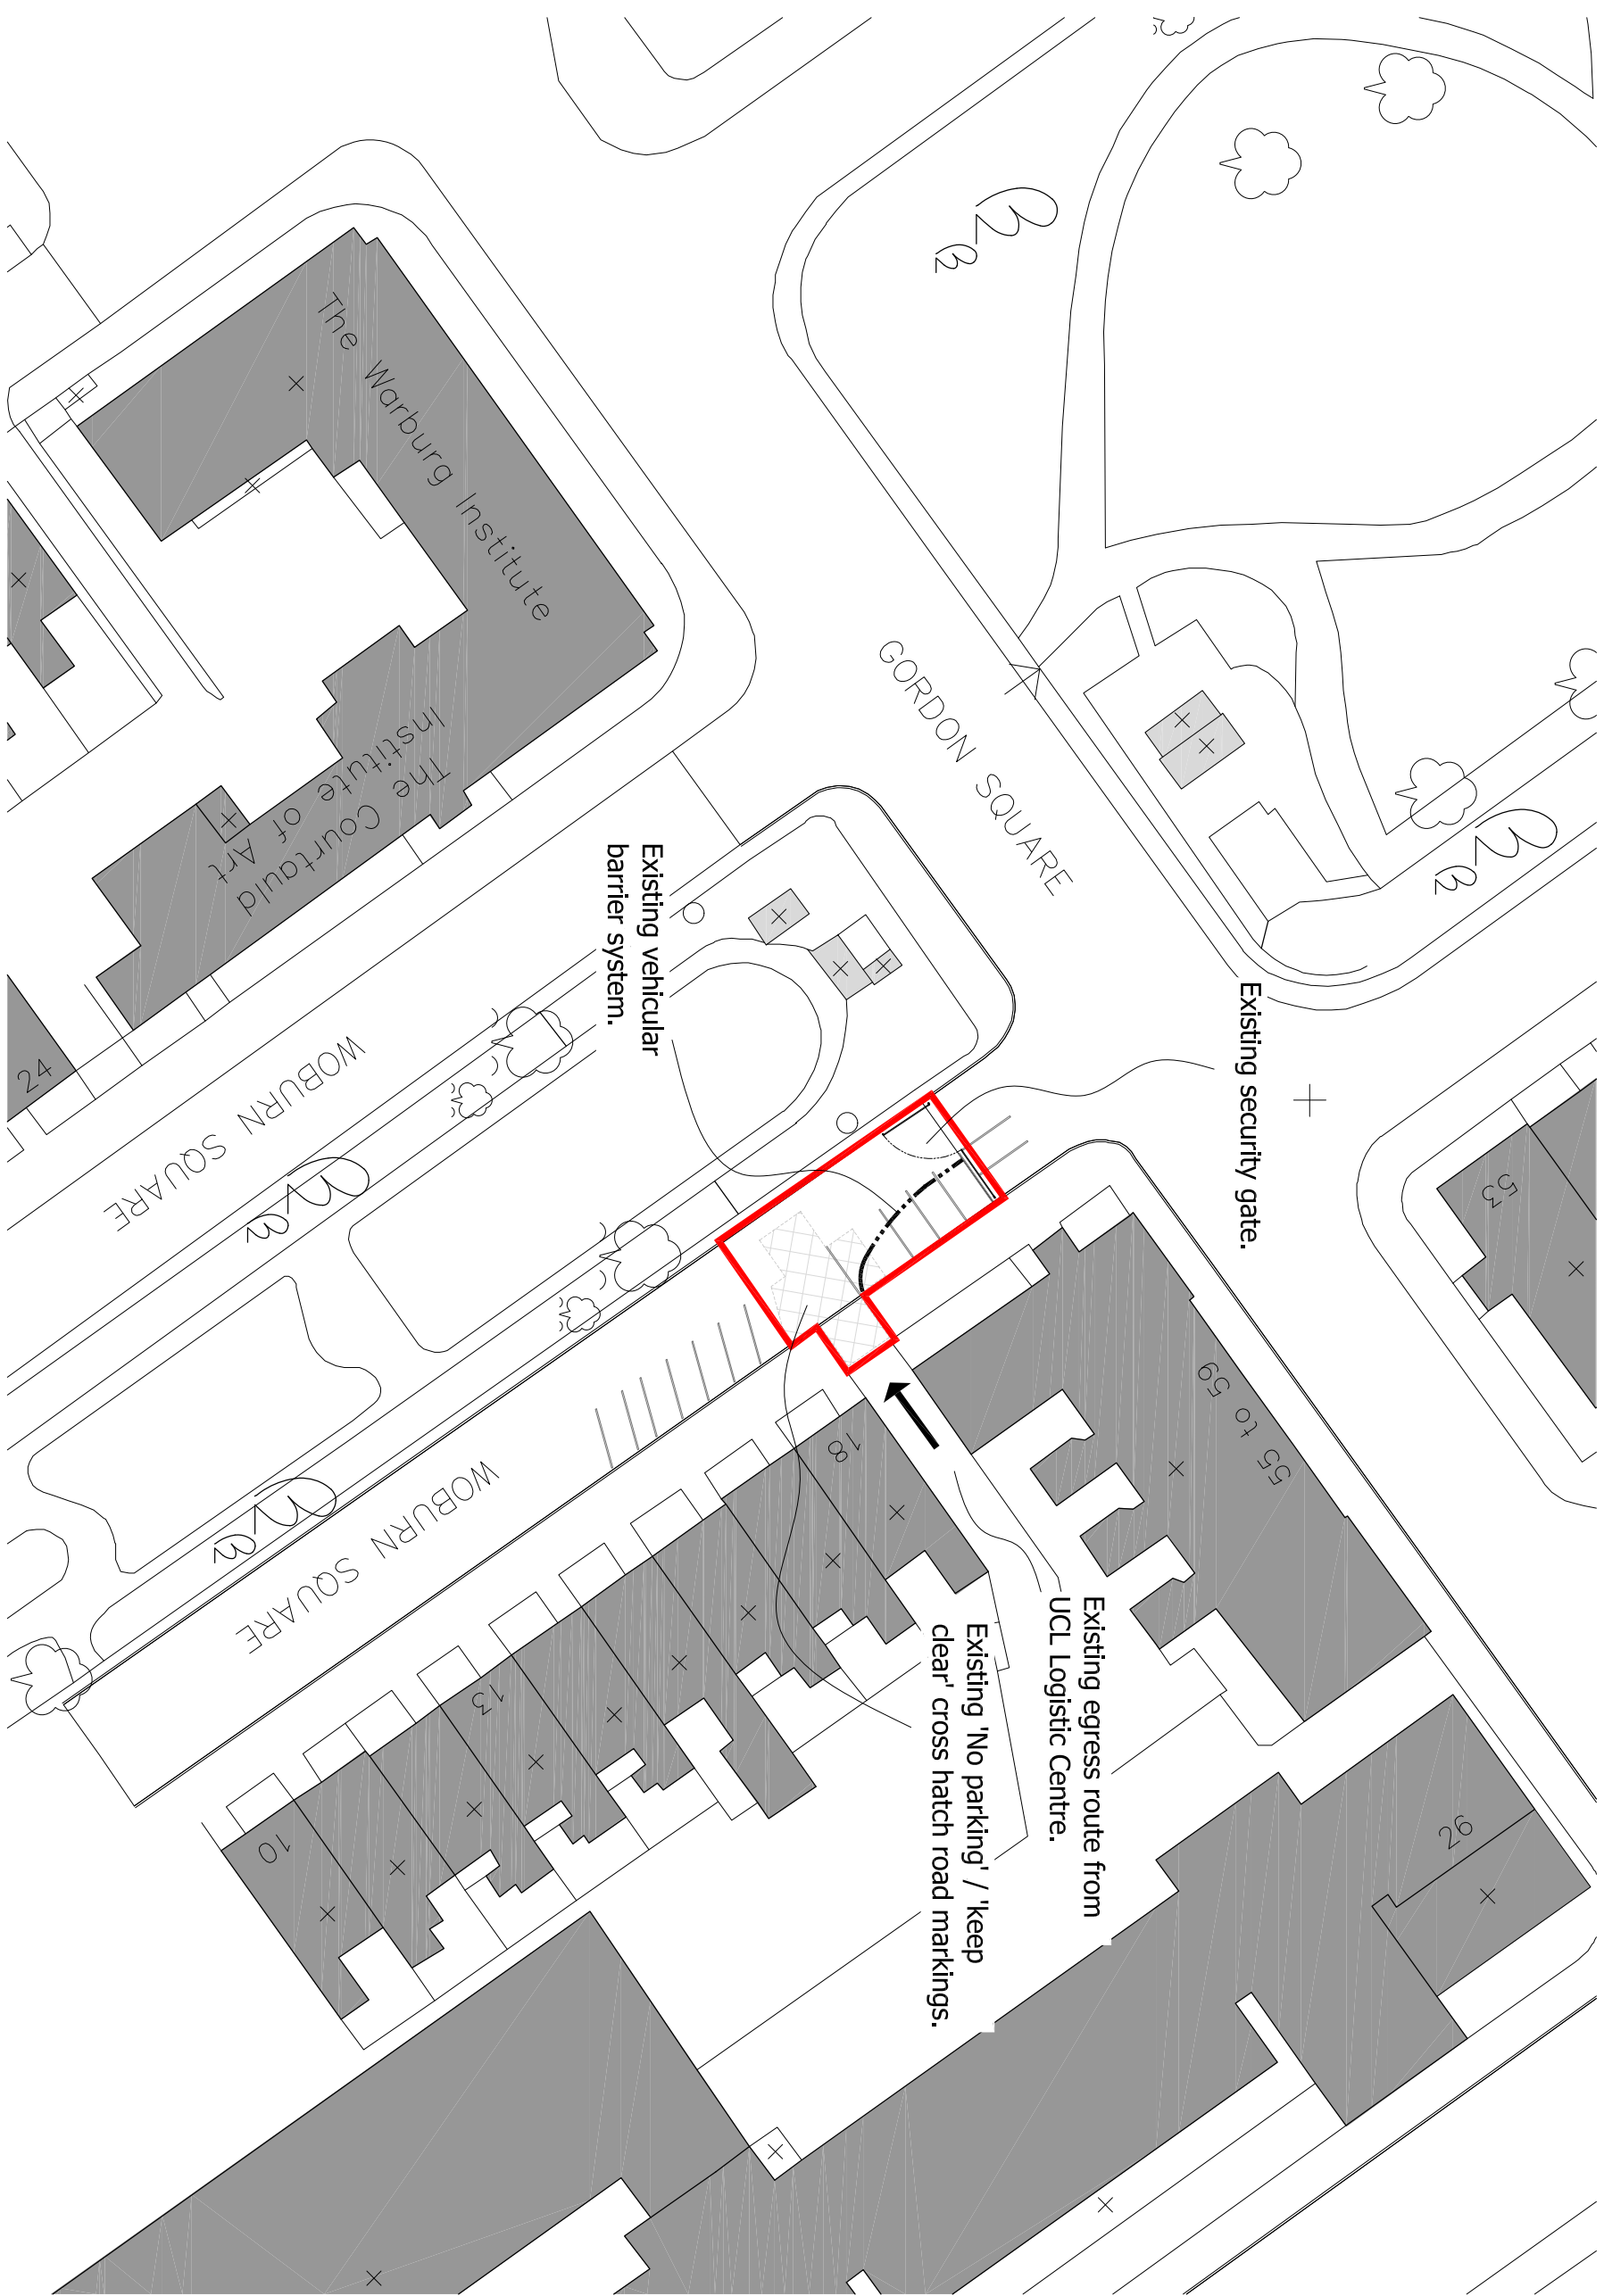 The Warburg Institute
The Courtauld
Institute of Art
GORDON SQUARE
Existing vehicular
barrier system.
Existing security gate.
WOBURN SQUARE
24
53
55 to 59
18
WOBURN SQUARE
Existing egress route from
UCL Logistic Centre.
Existing 'No parking' / 'keep
clear' cross hatch road markings.
13
10
26